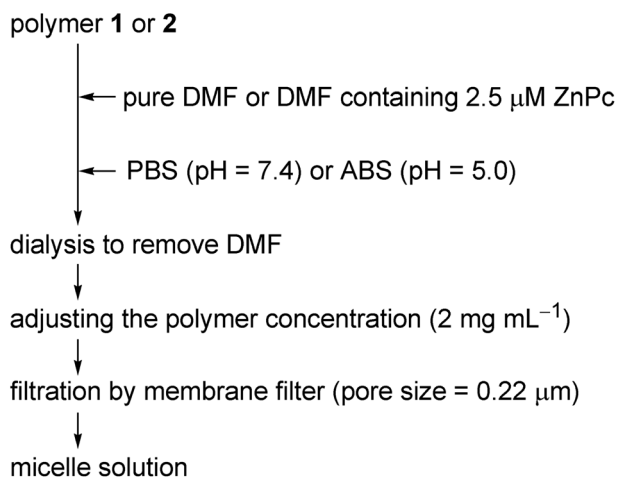 polymer 1 or 2
pure DMF or DMF containing 2.5 μM ZnPc
PBS (pH = 7.4) or ABS (pH = 5.0)
dialysis to remove DMF
adjusting the polymer concentration (2 mg mL⁻¹)
filtration by membrane filter (pore size = 0.22 μm)
micelle solution